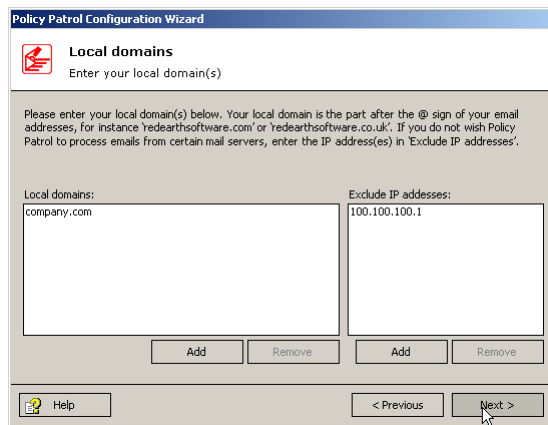 Policy Patrol Configuration Wizard
Local domains
Enter your local domain(s)
Please enter your local domain(s) below. Your local domain is the part after the @ sign of your email
addresses, for instance 'redearthsoftware.com' or 'redearthsoftware.co.uk'. If you do not wish Policy
Patrol to process emails from certain mail servers, enter the IP address(es) in 'Exclude IP addresses'.
Local domains:
Exclude IP addesses:
company.com
100.100.100.1
Add
Remove
Add
Remove
Help
< Previous
Next >